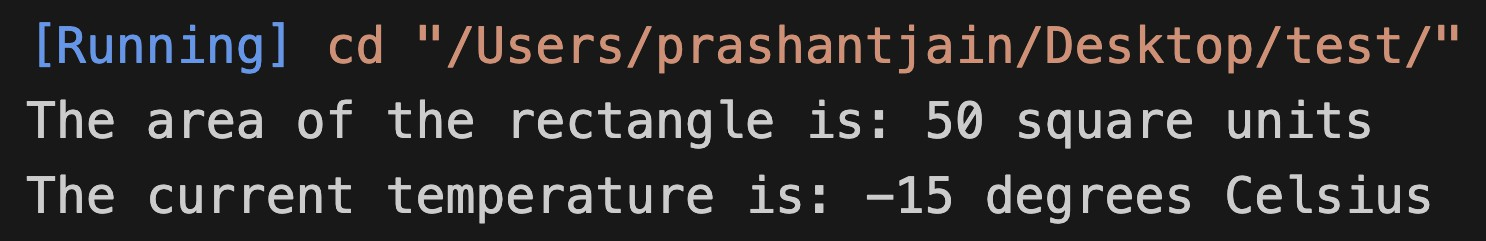 [Running] cd "/Users/prashantjain/Desktop/test/"
The area of the rectangle is: 50 square units
The current temperature is: -15 degrees Celsius